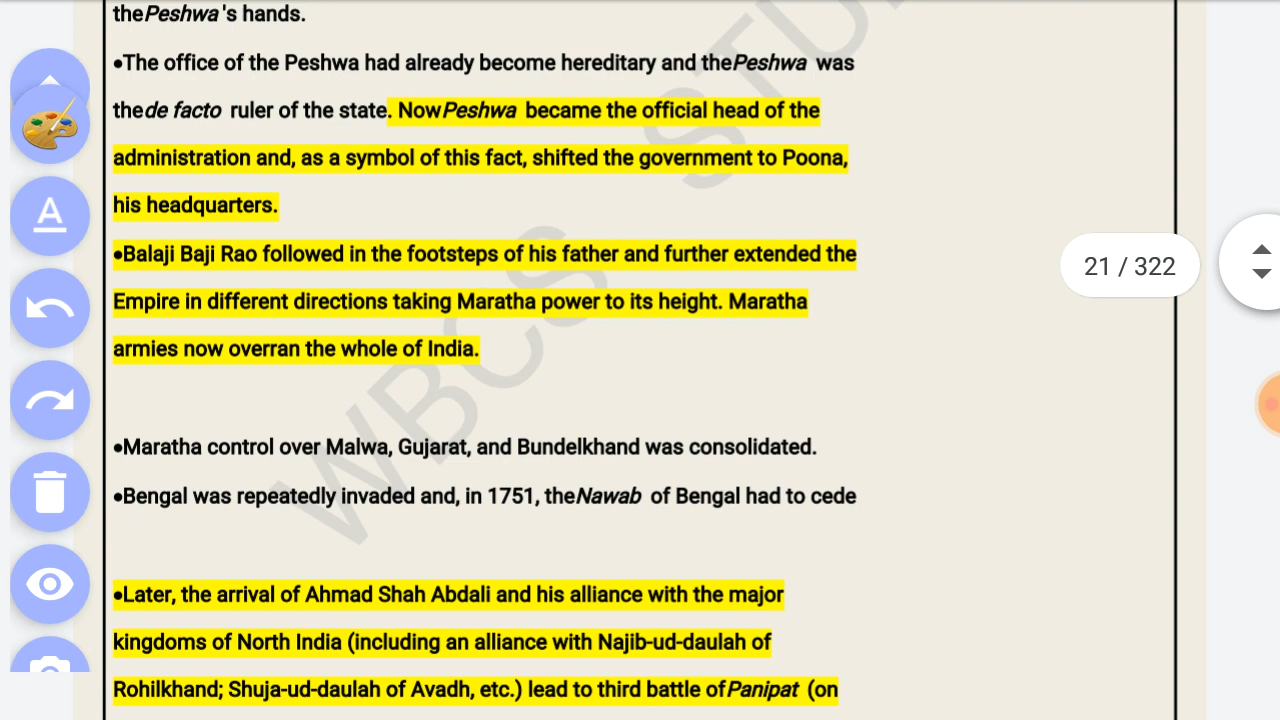 thePeshwa's hands.
•The office of the Peshwa had already become hereditary and thePeshwa was
thede facto ruler of the state. NowPeshwa became the official head of the
administration and, as a symbol of this fact, shifted the government to Poona,
his headquarters.
•Balaji Baji Rao followed in the footsteps of his father and further extended the
Empire in different directions taking Maratha power to its height. Maratha
armies now overran the whole of India.
•Maratha control over Malwa, Gujarat, and Bundelkhand was consolidated.
•Bengal was repeatedly invaded and, in 1751, theNawab of Bengal had to cede
•Later, the arrival of Ahmad Shah Abdali and his alliance with the major
kingdoms of North India (including an alliance with Najib-ud-daulah of
Rohilkhand; Shuja-ud-daulah of Avadh, etc.) lead to third battle ofPanipat (on
21 / 322
A
WBCS STU